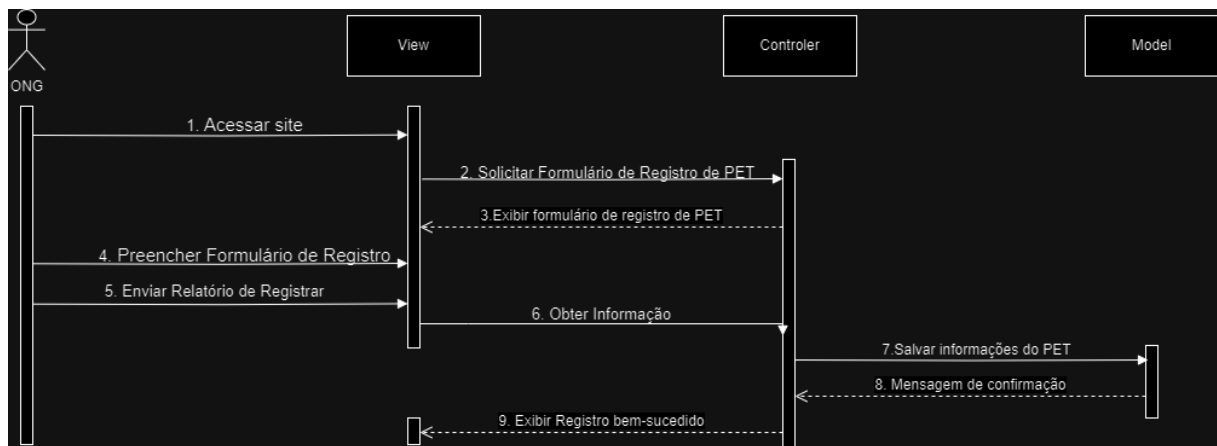 View
Controler
Model
ONG
1. Acessar site
2. Solicitar Formulário de Registro de PET
3.Exibir formulário de registro de PET
4. Preencher Formulário de Registro
5. Enviar Relatório de Registrar
6. Obter Informação
7.Salvar informações do PET
8. Mensagem de confirmação
9. Exibir Registro bem-sucedido